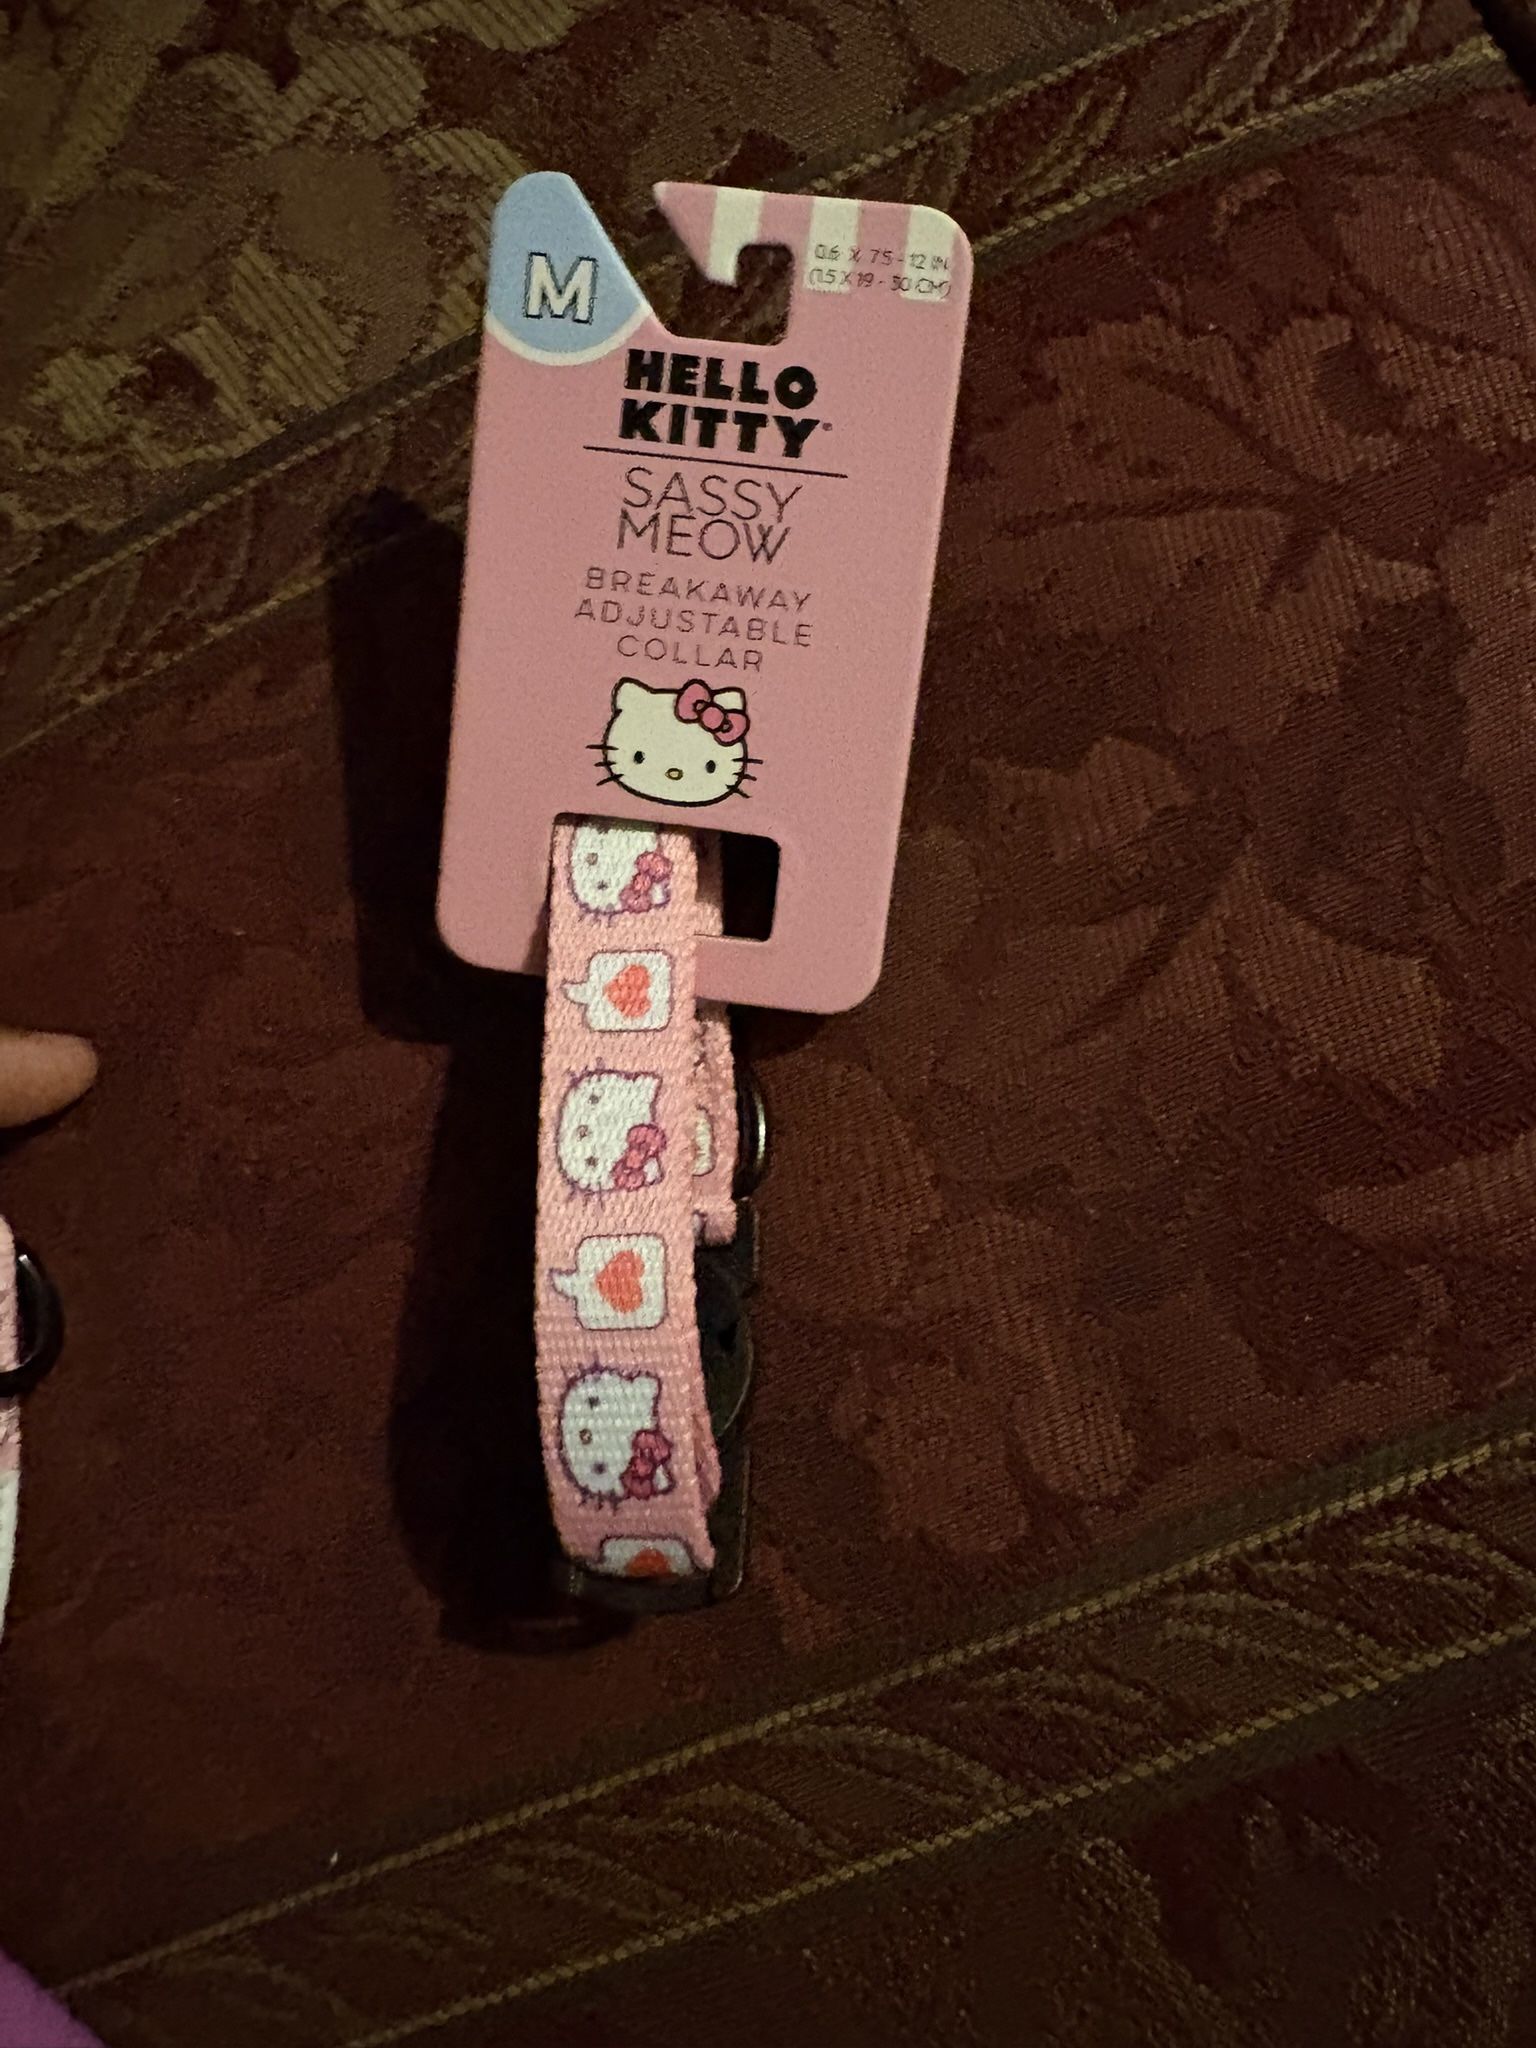 M
0.6 X 7.5 - 12 IN
(1.5 X 19 - 30 CM)
HELLO
KITTY®
SASSY
MEOW
BREAKAWAY
ADJUSTABLE
COLLAR